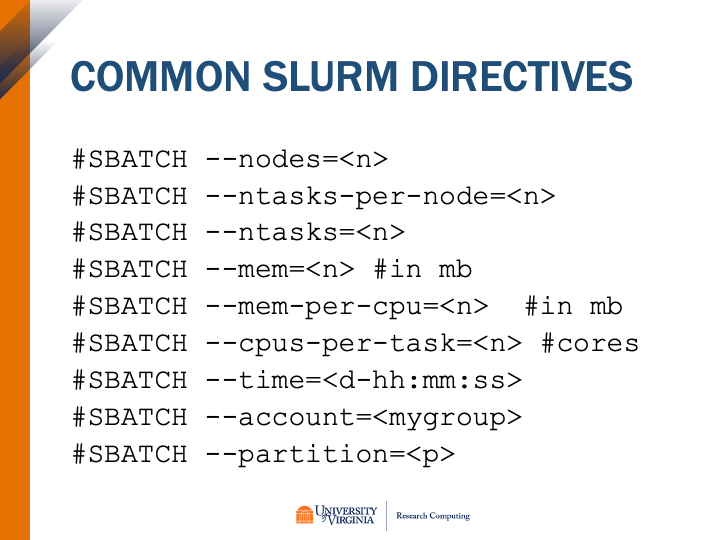 COMMON SLURM DIRECTIVES
#SBATCH --nodes=<n>
#SBATCH --ntasks-per-node=<n>
#SBATCH --ntasks=<n>
#SBATCH --mem=<n> #in mb
#SBATCH --mem-per-cpu=<n>  #in mb
#SBATCH --cpus-per-task=<n> #cores
#SBATCH --time=<d-hh:mm:ss>
#SBATCH --account=<mygroup>
#SBATCH --partition=<p>
UNIVERSITY
of VIRGINIA
Research Computing